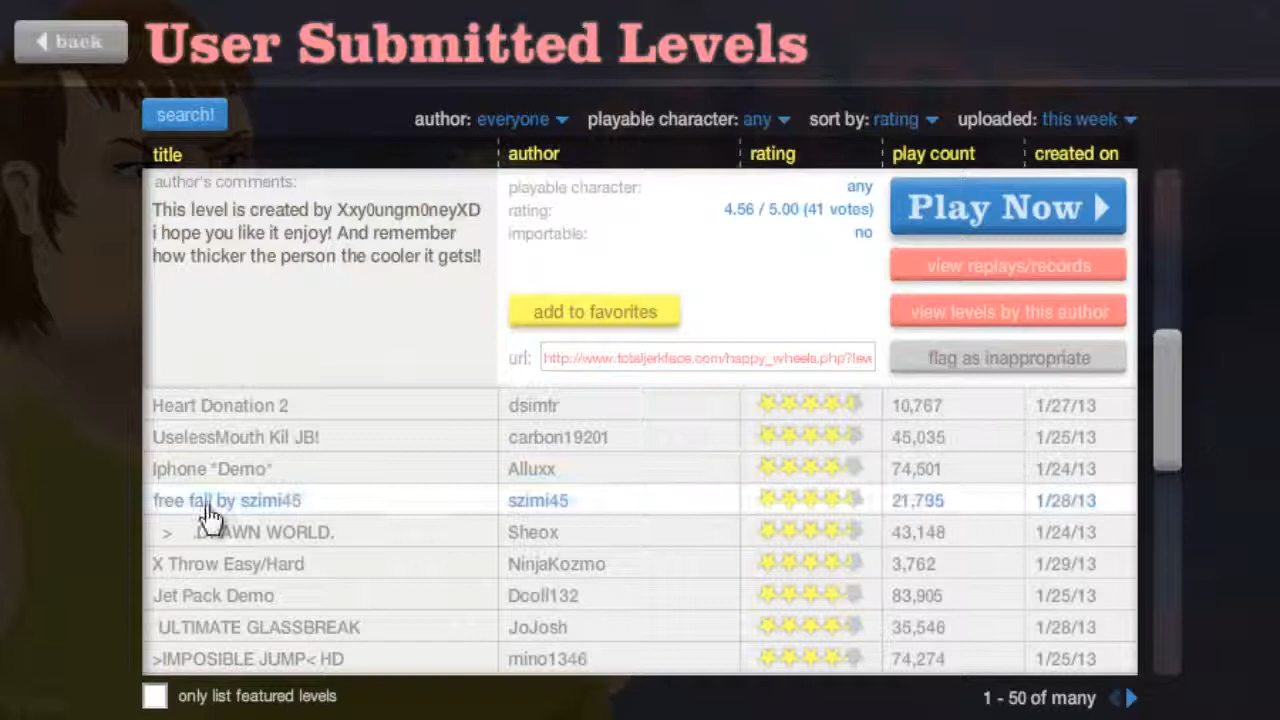 back
User Submitted Levels
search!
author: everyone playable character: any sort by: rating uploaded: this week
title author rating play count created on
author's comments:
This level is created by Xxy0ungm0neyXD
i hope you like it enjoy! And remember
how thicker the person the cooler it gets!!
playable character: any
rating: 4.56 / 5.00 (41 votes)
importable: no
add to favorites
url: http://www.totaljerkface.com/happy_wheels.php?lev
Play Now
view replays/records
view levels by this author
flag as inappropriate
Heart Donation 2 dsimtr 10,767 1/27/13
UselessMouth Kil JB! carbon19201 45,035 1/25/13
Iphone *Demo* Alluxx 74,501 1/24/13
free fall by szimi45 szimi45 21,795 1/28/13
> WORLD. Sheox 43,148 1/24/13
X Throw Easy/Hard NinjaKozmo 3,762 1/29/13
Jet Pack Demo Dcoll132 83,905 1/25/13
ULTIMATE GLASSBREAK JoJosh 35,546 1/28/13
>IMPOSIBLE JUMP< HD mino1346 74,274 1/25/13
only list featured levels
1 - 50 of many